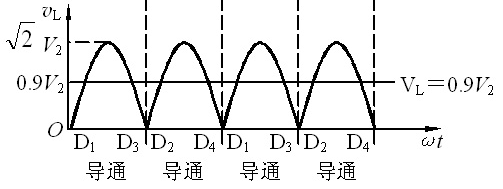 v_L
√2 V₂
0.9V₂
V_L＝0.9V₂
O
D₁ D₃ D₂ D₄ D₁ D₃ D₂ D₄ ωt
导通 导通 导通 导通